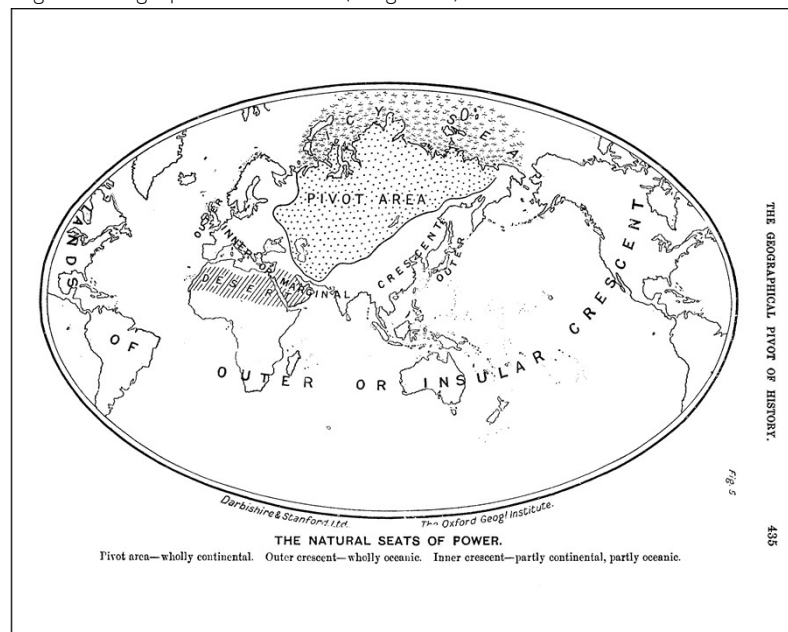 ICY SEA
PIVOT AREA
LANDS OF OUTER OR INSULAR CRESCENT
OUTER
INNER OR MARGINAL CRESCENT
OUTER
DESERT
Darbishire & Stanford. Ltd.
The Oxford Geog! Institute.
Fig. 5
THE NATURAL SEATS OF POWER.
Pivot area—wholly continental. Outer crescent—wholly oceanic. Inner crescent—partly continental, partly oceanic.
THE GEOGRAPHICAL PIVOT OF HISTORY.
435